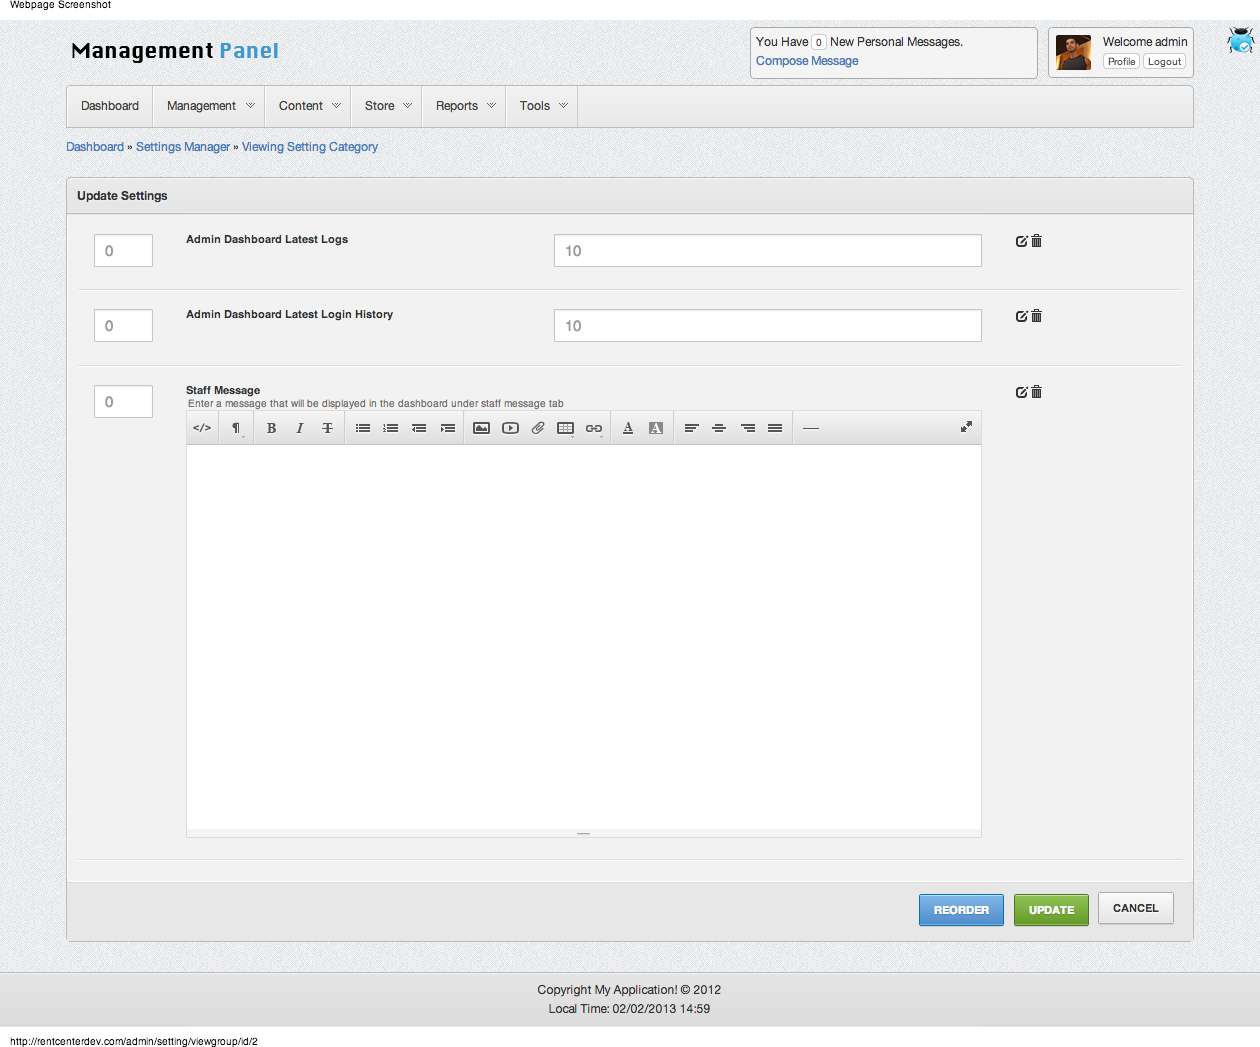 Webpage Screenshot
Management Panel
You Have 0 New Personal Messages.
Compose Message
Welcome admin
Profile Logout
Dashboard Management Content Store Reports Tools
Dashboard » Settings Manager » Viewing Setting Category
Update Settings
0 Admin Dashboard Latest Logs 10
0 Admin Dashboard Latest Login History 10
0 Staff Message
Enter a message that will be displayed in the dashboard under staff message tab
</> ¶ B I T A A
REORDER UPDATE CANCEL
Copyright My Application! © 2012
Local Time: 02/02/2013 14:59
http://rentcenterdev.com/admin/setting/viewgroup/id/2